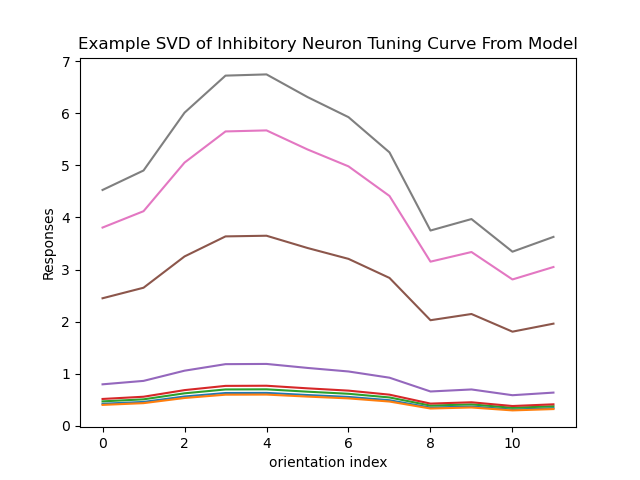 Example SVD of Inhibitory Neuron Tuning Curve From Model
7
6
5
4
3
2
1
0
Responses
0 2 4 6 8 10
orientation index